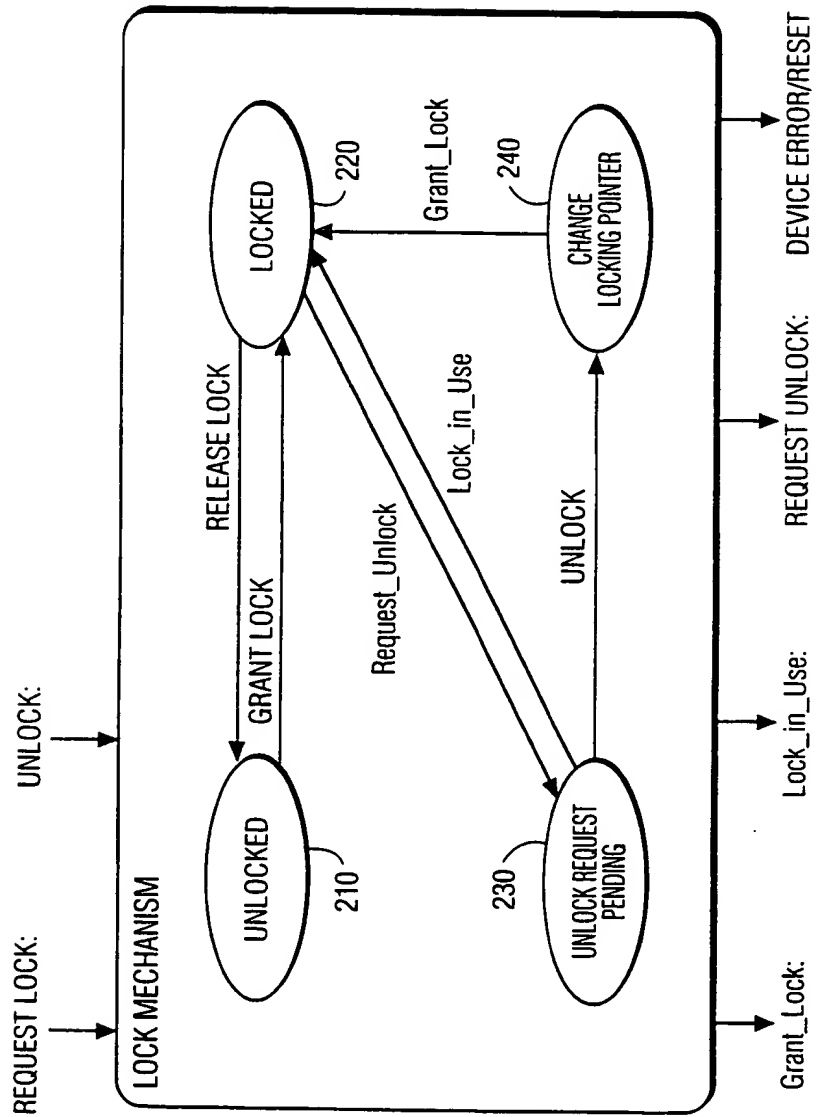 REQUEST LOCK:
UNLOCK:
LOCK MECHANISM
UNLOCKED
210
RELEASE LOCK
GRANT LOCK
LOCKED
220
Request_Unlock
Lock_in_Use
Grant_Lock
230
UNLOCK REQUEST
PENDING
UNLOCK
240
CHANGE
LOCKING POINTER
Grant_Lock:
Lock_in_Use:
REQUEST UNLOCK:
DEVICE ERROR/RESET